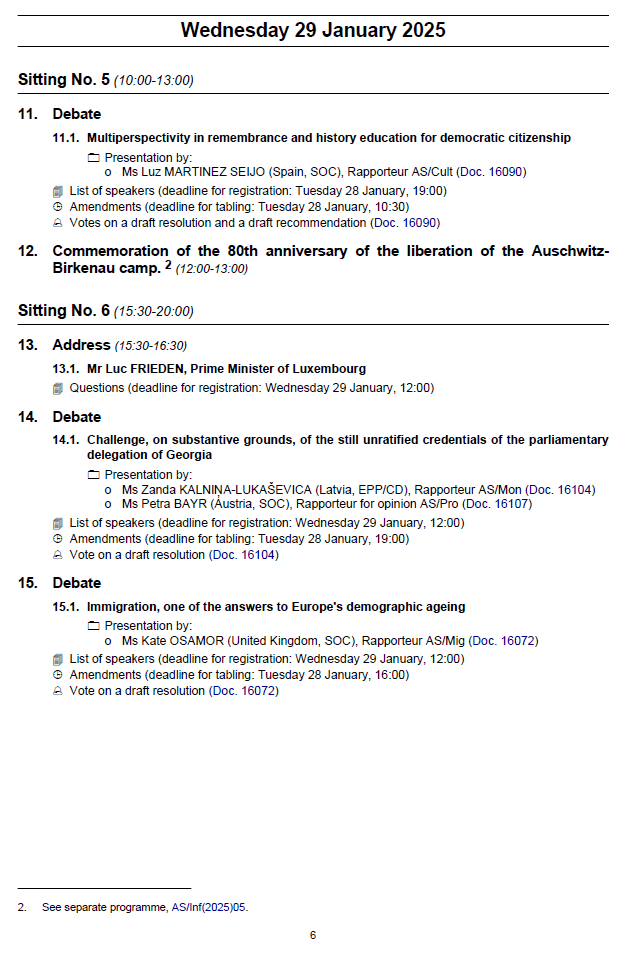 Wednesday 29 January 2025
Sitting No. 5 (10:00-13:00)
11. Debate
11.1. Multiperspectivity in remembrance and history education for democratic citizenship
Presentation by:
o Ms Luz MARTINEZ SEIJO (Spain, SOC), Rapporteur AS/Cult (Doc. 16090)
List of speakers (deadline for registration: Tuesday 28 January, 19:00)
Amendments (deadline for tabling: Tuesday 28 January, 10:30)
Votes on a draft resolution and a draft recommendation (Doc. 16090)
12. Commemoration of the 80th anniversary of the liberation of the Auschwitz-
Birkenau camp. 2 (12:00-13:00)
Sitting No. 6 (15:30-20:00)
13. Address (15:30-16:30)
13.1. Mr Luc FRIEDEN, Prime Minister of Luxembourg
Questions (deadline for registration: Wednesday 29 January, 12:00)
14. Debate
14.1. Challenge, on substantive grounds, of the still unratified credentials of the parliamentary
delegation of Georgia
Presentation by:
o Ms Zanda KALNIŅA-LUKAŠEVICA (Latvia, EPP/CD), Rapporteur AS/Mon (Doc. 16104)
o Ms Petra BAYR (Austria, SOC), Rapporteur for opinion AS/Pro (Doc. 16107)
List of speakers (deadline for registration: Wednesday 29 January, 12:00)
Amendments (deadline for tabling: Tuesday 28 January, 19:00)
Vote on a draft resolution (Doc. 16104)
15. Debate
15.1. Immigration, one of the answers to Europe's demographic ageing
Presentation by:
o Ms Kate OSAMOR (United Kingdom, SOC), Rapporteur AS/Mig (Doc. 16072)
List of speakers (deadline for registration: Wednesday 29 January, 12:00)
Amendments (deadline for tabling: Tuesday 28 January, 16:00)
Vote on a draft resolution (Doc. 16072)
2. See separate programme, AS/Inf(2025)05.
6